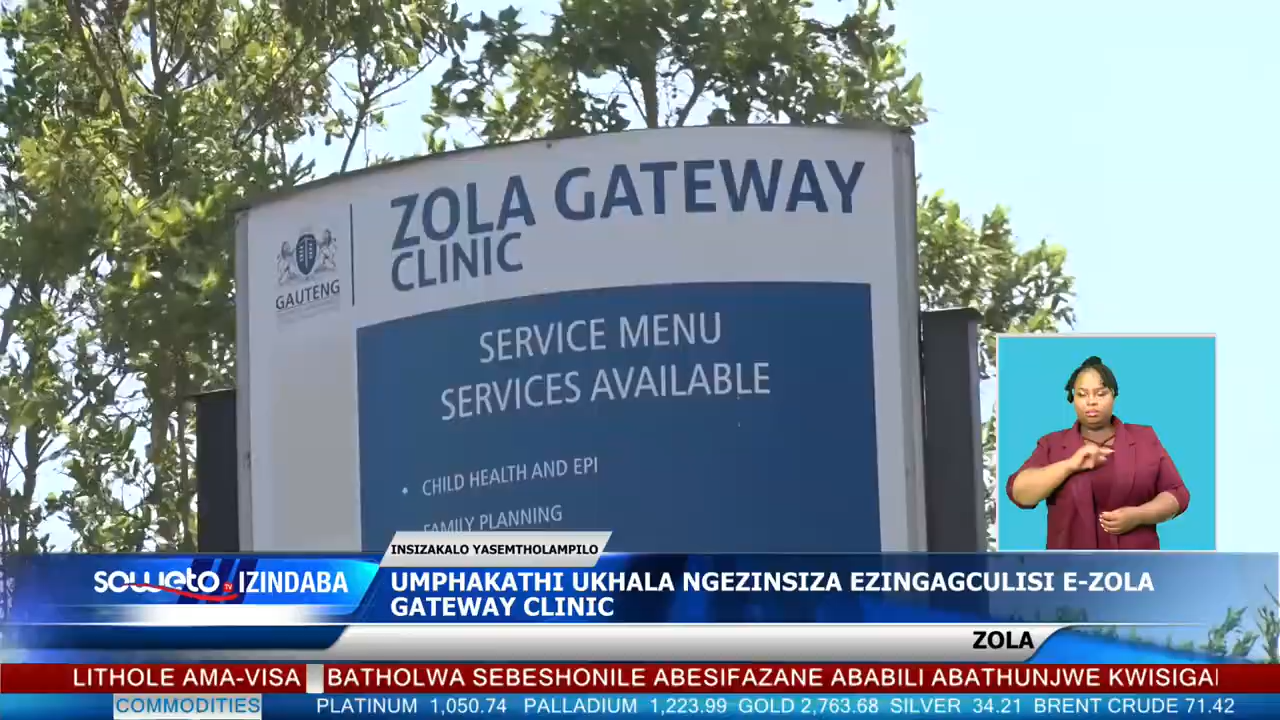 ZOLA GATEWAY
CLINIC
GAUTENG
SERVICE MENU
SERVICES AVAILABLE
• CHILD HEALTH AND EPI
FAMILY PLANNING
INSIZAKALO YASEMTHOLAMPILO
soweto TV IZINDABA
UMPHAKATHI UKHALA NGEZINSIZA EZINGAGCULISI E-ZOLA
GATEWAY CLINIC
ZOLA
LITHOLE AMA-VISA BATHOLWA SEBESHONILE ABESIFAZANE ABABILI ABATHUNJWE KWISIGA
COMMODITIES PLATINUM 1,050.74 PALLADIUM 1,223.99 GOLD 2,763.68 SILVER 34.21 BRENT CRUDE 71.42